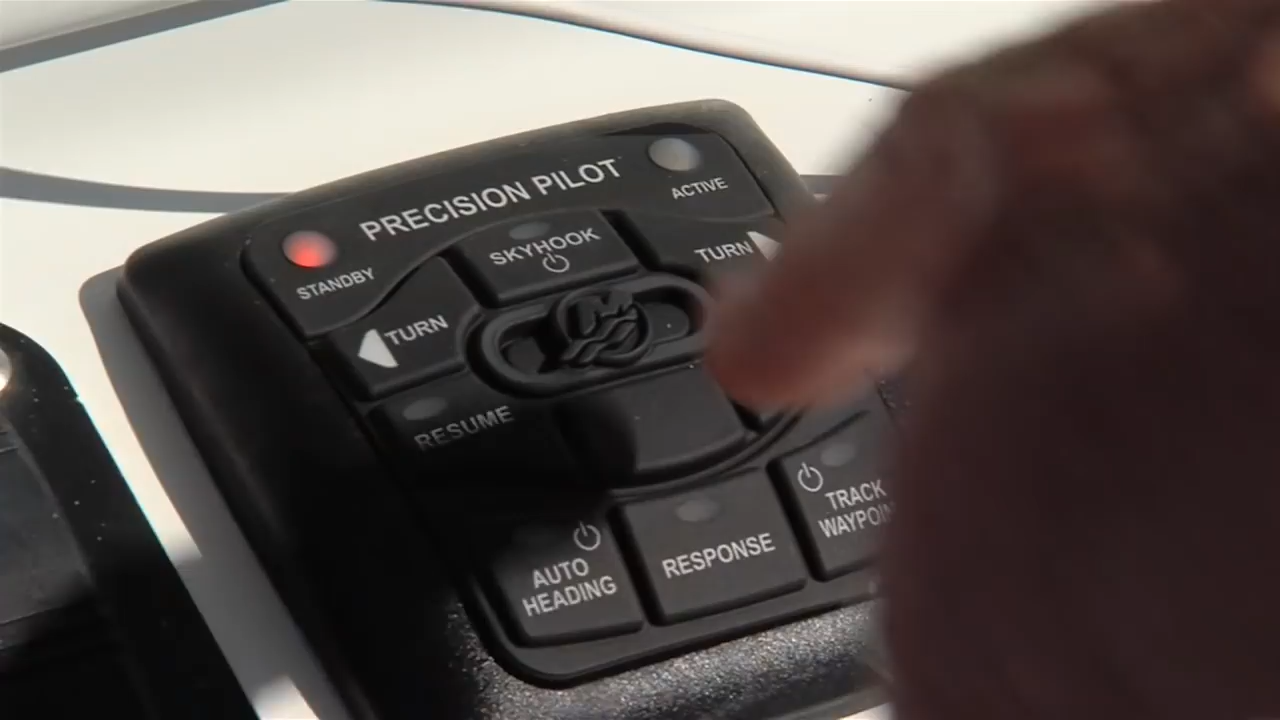 PRECISION PILOT
STANDBY
ACTIVE
SKYHOOK
TURN
TURN
RESUME
AUTO
HEADING
RESPONSE
TRACK